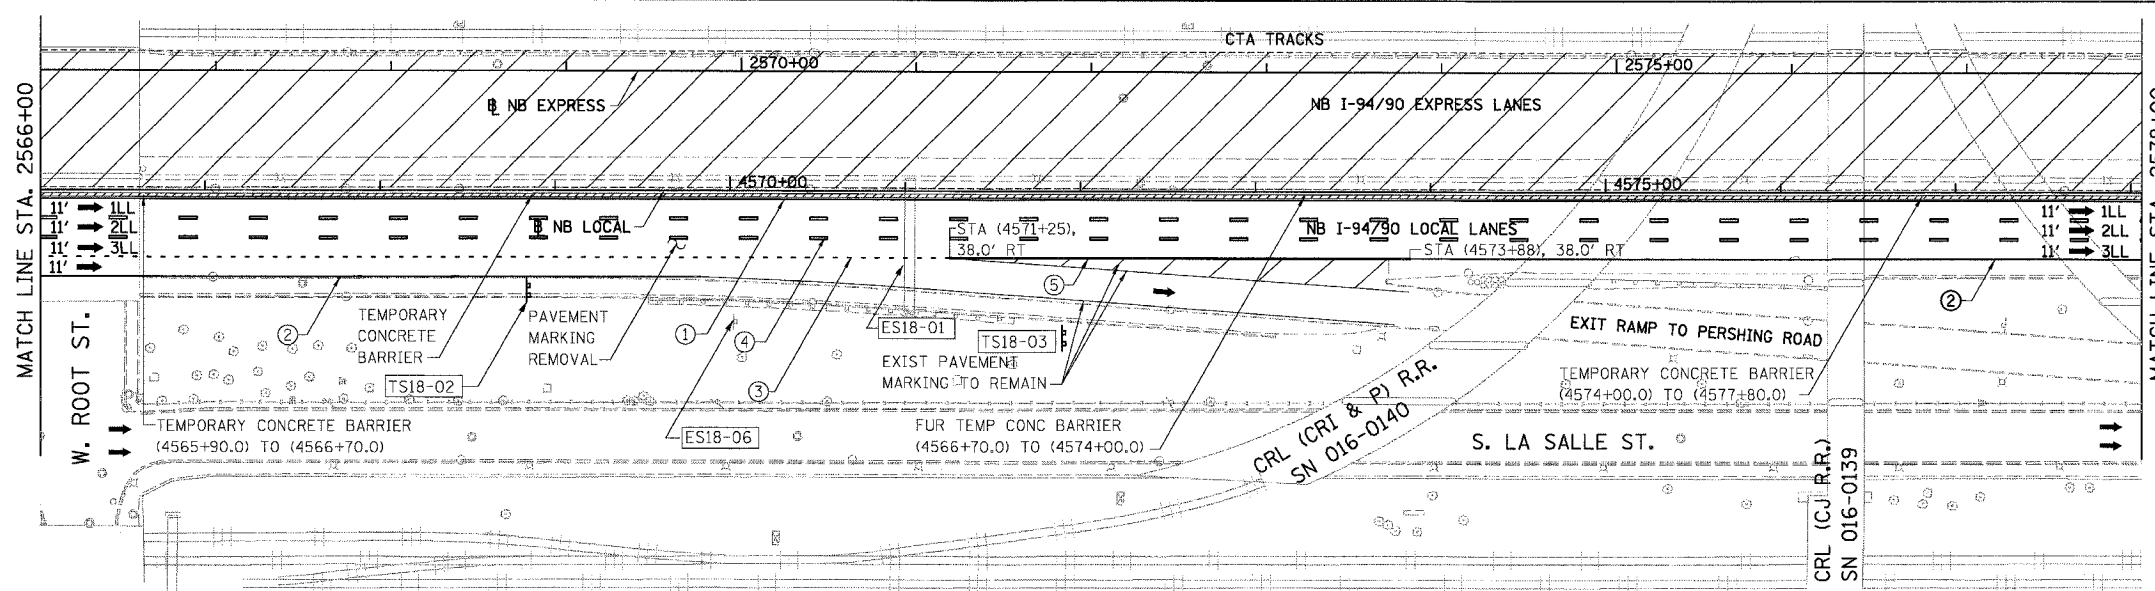 CTA TRACKS
2570+00
2575+00
℄ NB EXPRESS
NB I-94/90 EXPRESS LANES
MATCH LINE STA. 2566+00
4570+00
4575+00
11' 1LL
11' 2LL
11' 3LL
11'
℄ NB LOCAL
STA (4571+25),
38.0' RT
NB I-94/90 LOCAL LANES
STA (4573+88), 38.0' RT
11' 1LL
11' 2LL
11' 3LL
MATCH LINE STA. 2578+00
2
TEMPORARY
CONCRETE
BARRIER
TS18-02
PAVEMENT
MARKING
REMOVAL
1
4
3
ES18-01
5
TS18-03
EXIST PAVEMENT
MARKING TO REMAIN
2
EXIT RAMP TO PERSHING ROAD
TEMPORARY CONCRETE BARRIER
(4574+00.0) TO (4577+80.0)
W. ROOT ST.
TEMPORARY CONCRETE BARRIER
(4565+90.0) TO (4566+70.0)
ES18-06
FUR TEMP CONC BARRIER
(4566+70.0) TO (4574+00.0)
CRL (CRI & P) R.R.
SN 016-0140
S. LA SALLE ST.
CRL (CJ R.R.)
SN 016-0139